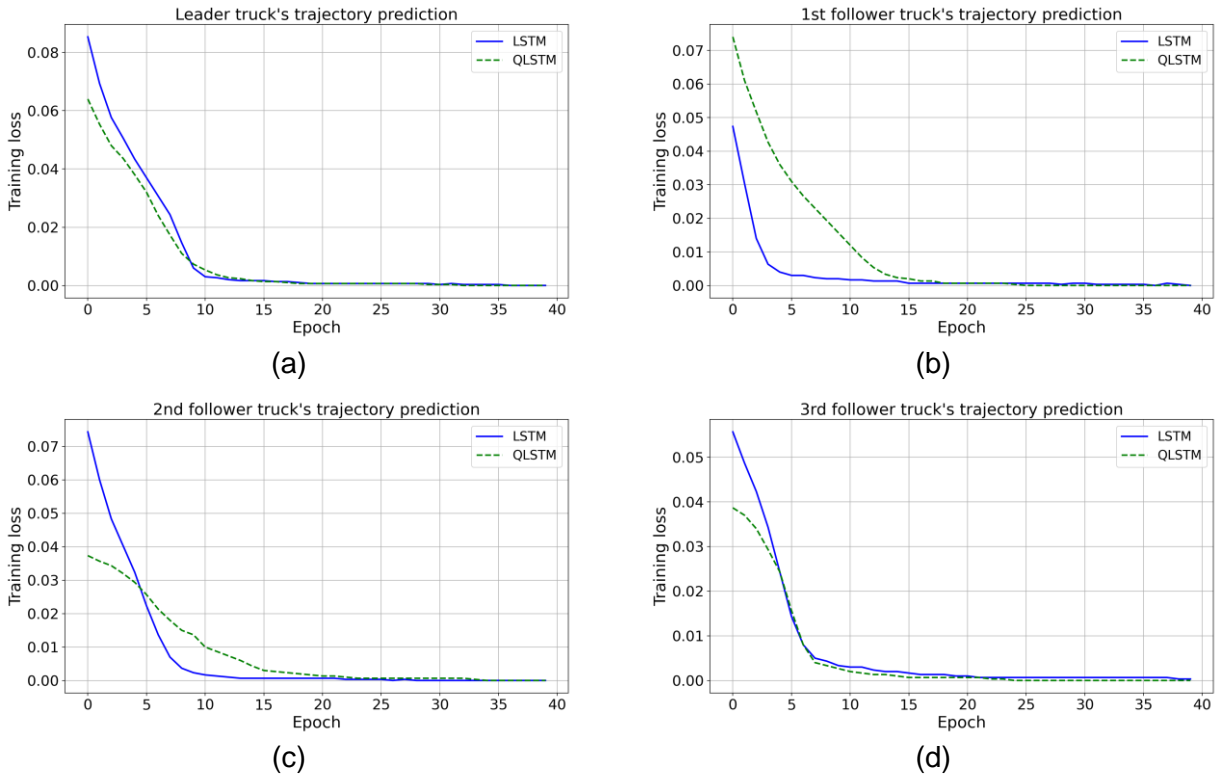 Leader truck's trajectory prediction
LSTM
QLSTM
Training loss
0.08
0.06
0.04
0.02
0.00
0 5 10 15 20 25 30 35 40
Epoch
(a)
1st follower truck's trajectory prediction
LSTM
QLSTM
Training loss
0.07
0.06
0.05
0.04
0.03
0.02
0.01
0.00
0 5 10 15 20 25 30 35 40
Epoch
(b)
2nd follower truck's trajectory prediction
LSTM
QLSTM
Training loss
0.07
0.06
0.05
0.04
0.03
0.02
0.01
0.00
0 5 10 15 20 25 30 35 40
Epoch
(c)
3rd follower truck's trajectory prediction
LSTM
QLSTM
Training loss
0.05
0.04
0.03
0.02
0.01
0.00
0 5 10 15 20 25 30 35 40
Epoch
(d)